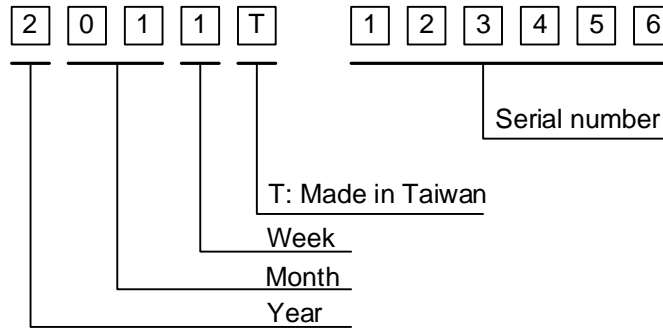 2 0 1 1 T 1 2 3 4 5 6
Serial number
T: Made in Taiwan
Week
Month
Year